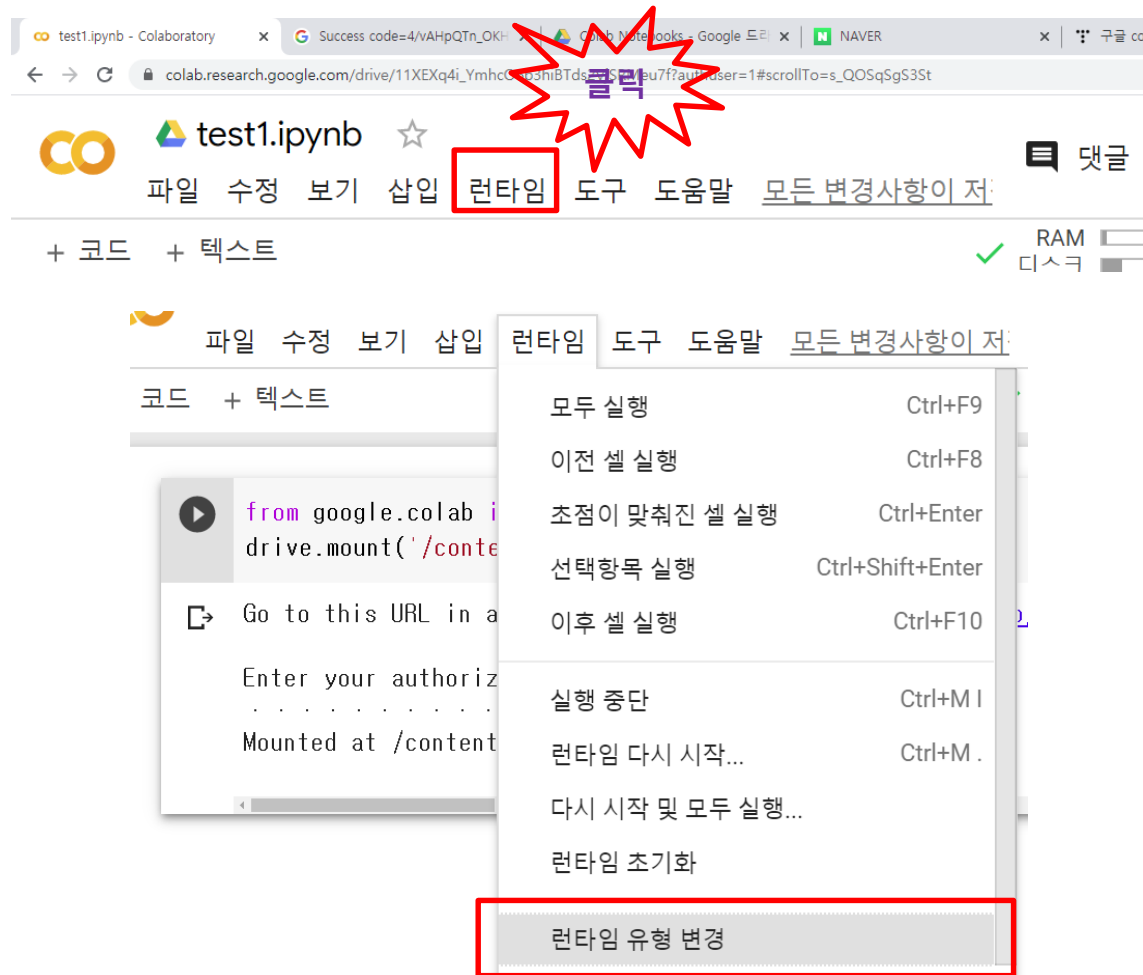 test1.ipynb - Colaboratory
Success code=4/vAHpQTn_OKH
Colab Notebooks - Google 드라
NAVER
구글 co
colab.research.google.com/drive/11XEXq4i_Ymhc
user=1#scrollTo=s_QOSqSgS3St
클릭
test1.ipynb
파일 수정 보기 삽입 런타임 도구 도움말 모든 변경사항이 저
댓글
+ 코드 + 텍스트
RAM
디스크
파일 수정 보기 삽입 런타임 도구 도움말 모든 변경사항이 저
코드 + 텍스트
모두 실행 Ctrl+F9
이전 셀 실행 Ctrl+F8
초점이 맞춰진 셀 실행 Ctrl+Enter
선택항목 실행 Ctrl+Shift+Enter
이후 셀 실행 Ctrl+F10
실행 중단 Ctrl+M I
런타임 다시 시작... Ctrl+M .
다시 시작 및 모두 실행...
런타임 초기화
런타임 유형 변경
from google.colab i
drive.mount('/conte
Go to this URL in a
Enter your authoriz
. . . . . . . . . .
Mounted at /content